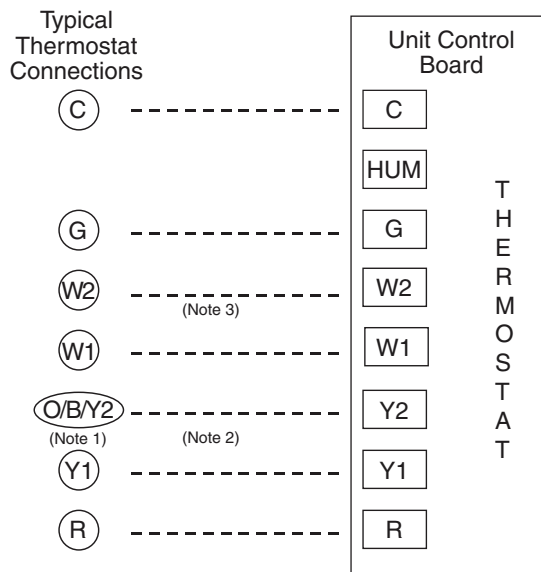 Typical
Thermostat
Connections
Unit Control
Board
C
C
HUM
G
G
W2
(Note 3)
W2
W1
W1
O/B/Y2
(Note 1)
(Note 2)
Y2
Y1
Y1
R
R
THERMOSTAT